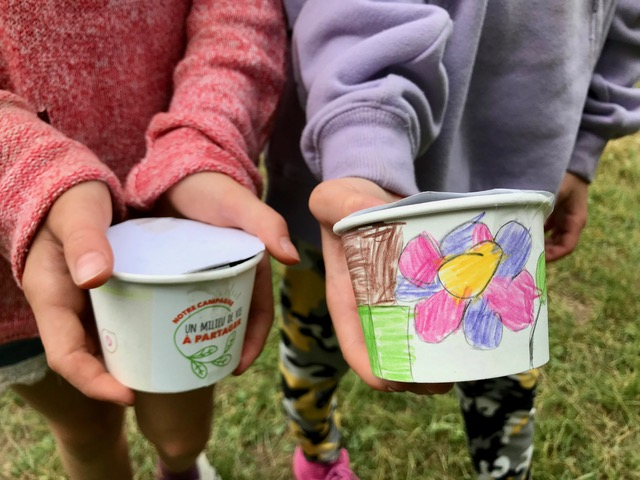 NOTRE CAMPAGNE
UN MILIEU DE VIE
À PARTAGER